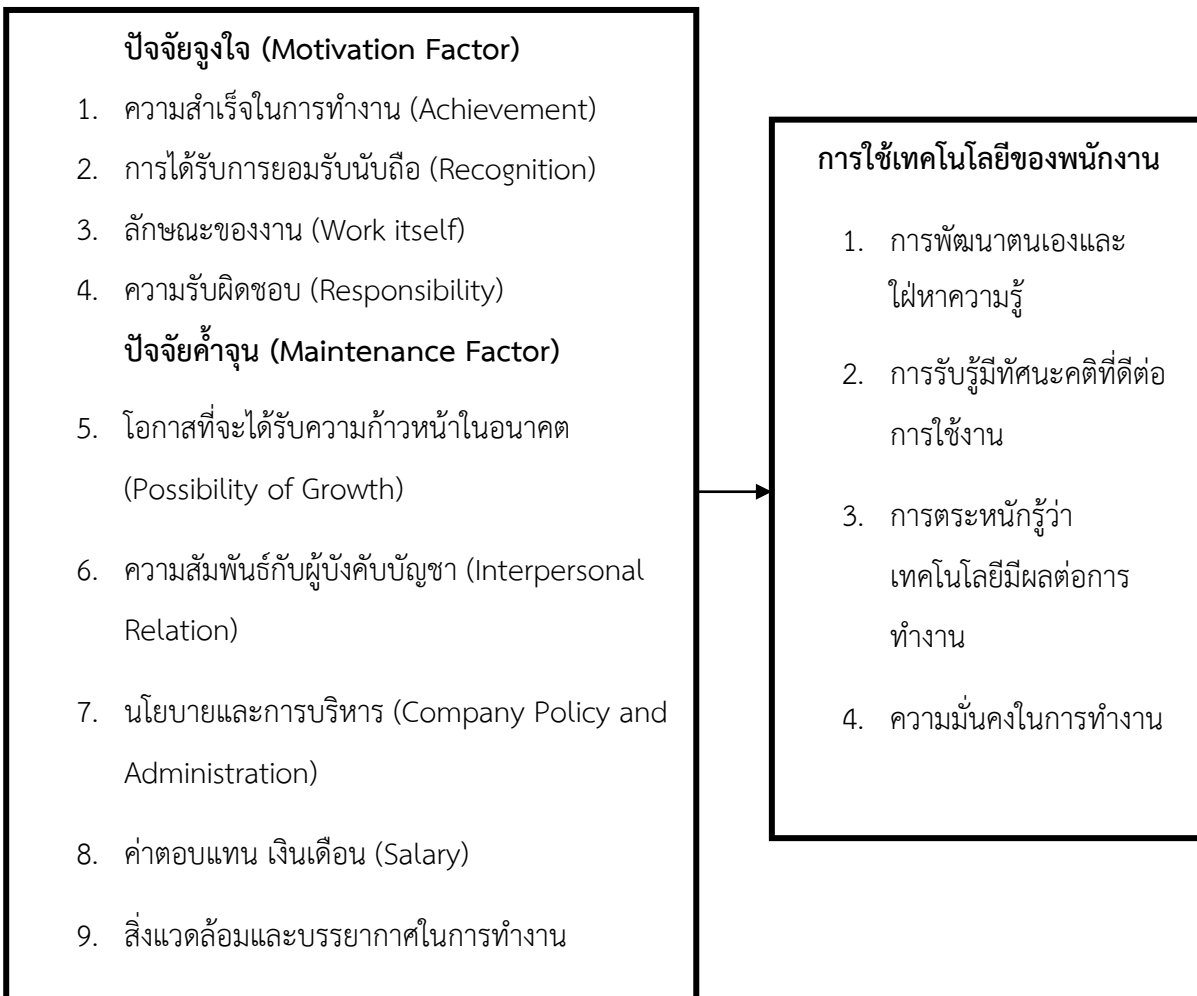 ปัจจัยจูงใจ (Motivation Factor)
1. ความสำเร็จในการทำงาน (Achievement)
2. การได้รับการยอมรับนับถือ (Recognition)
3. ลักษณะของงาน (Work itself)
4. ความรับผิดชอบ (Responsibility)
ปัจจัยค้ำจุน (Maintenance Factor)
5. โอกาสที่จะได้รับความก้าวหน้าในอนาคต
(Possibility of Growth)
6. ความสัมพันธ์กับผู้บังคับบัญชา (Interpersonal
Relation)
7. นโยบายและการบริหาร (Company Policy and
Administration)
8. ค่าตอบแทน เงินเดือน (Salary)
9. สิ่งแวดล้อมและบรรยากาศในการทำงาน
การใช้เทคโนโลยีของพนักงาน
1. การพัฒนาตนเองและ
ใฝ่หาความรู้
2. การรับรู้มีทัศนะคติที่ดีต่อ
การใช้งาน
3. การตระหนักรู้ว่า
เทคโนโลยีมีผลต่อการ
ทำงาน
4. ความมั่นคงในการทำงาน